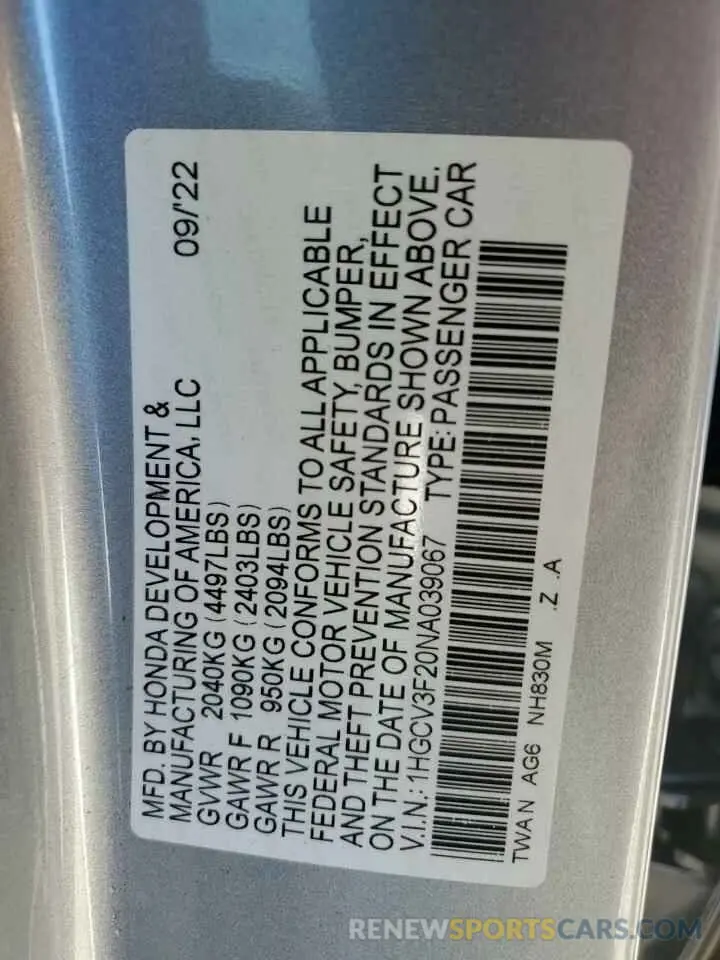 MFD. BY HONDA DEVELOPMENT &
MANUFACTURING OF AMERICA, LLC 09/'22
GVWR 2040KG (4497LBS)
GAWR F 1090KG (2403LBS)
GAWR R 950KG (2094LBS)
THIS VEHICLE CONFORMS TO ALL APPLICABLE
FEDERAL MOTOR VEHICLE SAFETY, BUMPER,
AND THEFT PREVENTION STANDARDS IN EFFECT
ON THE DATE OF MANUFACTURE SHOWN ABOVE.
V.I.N.: 1HGCV3F20NA039067 TYPE: PASSENGER CAR
TWA N AG6 NH830M .Z .A
RENEWSPORTSCARS.COM